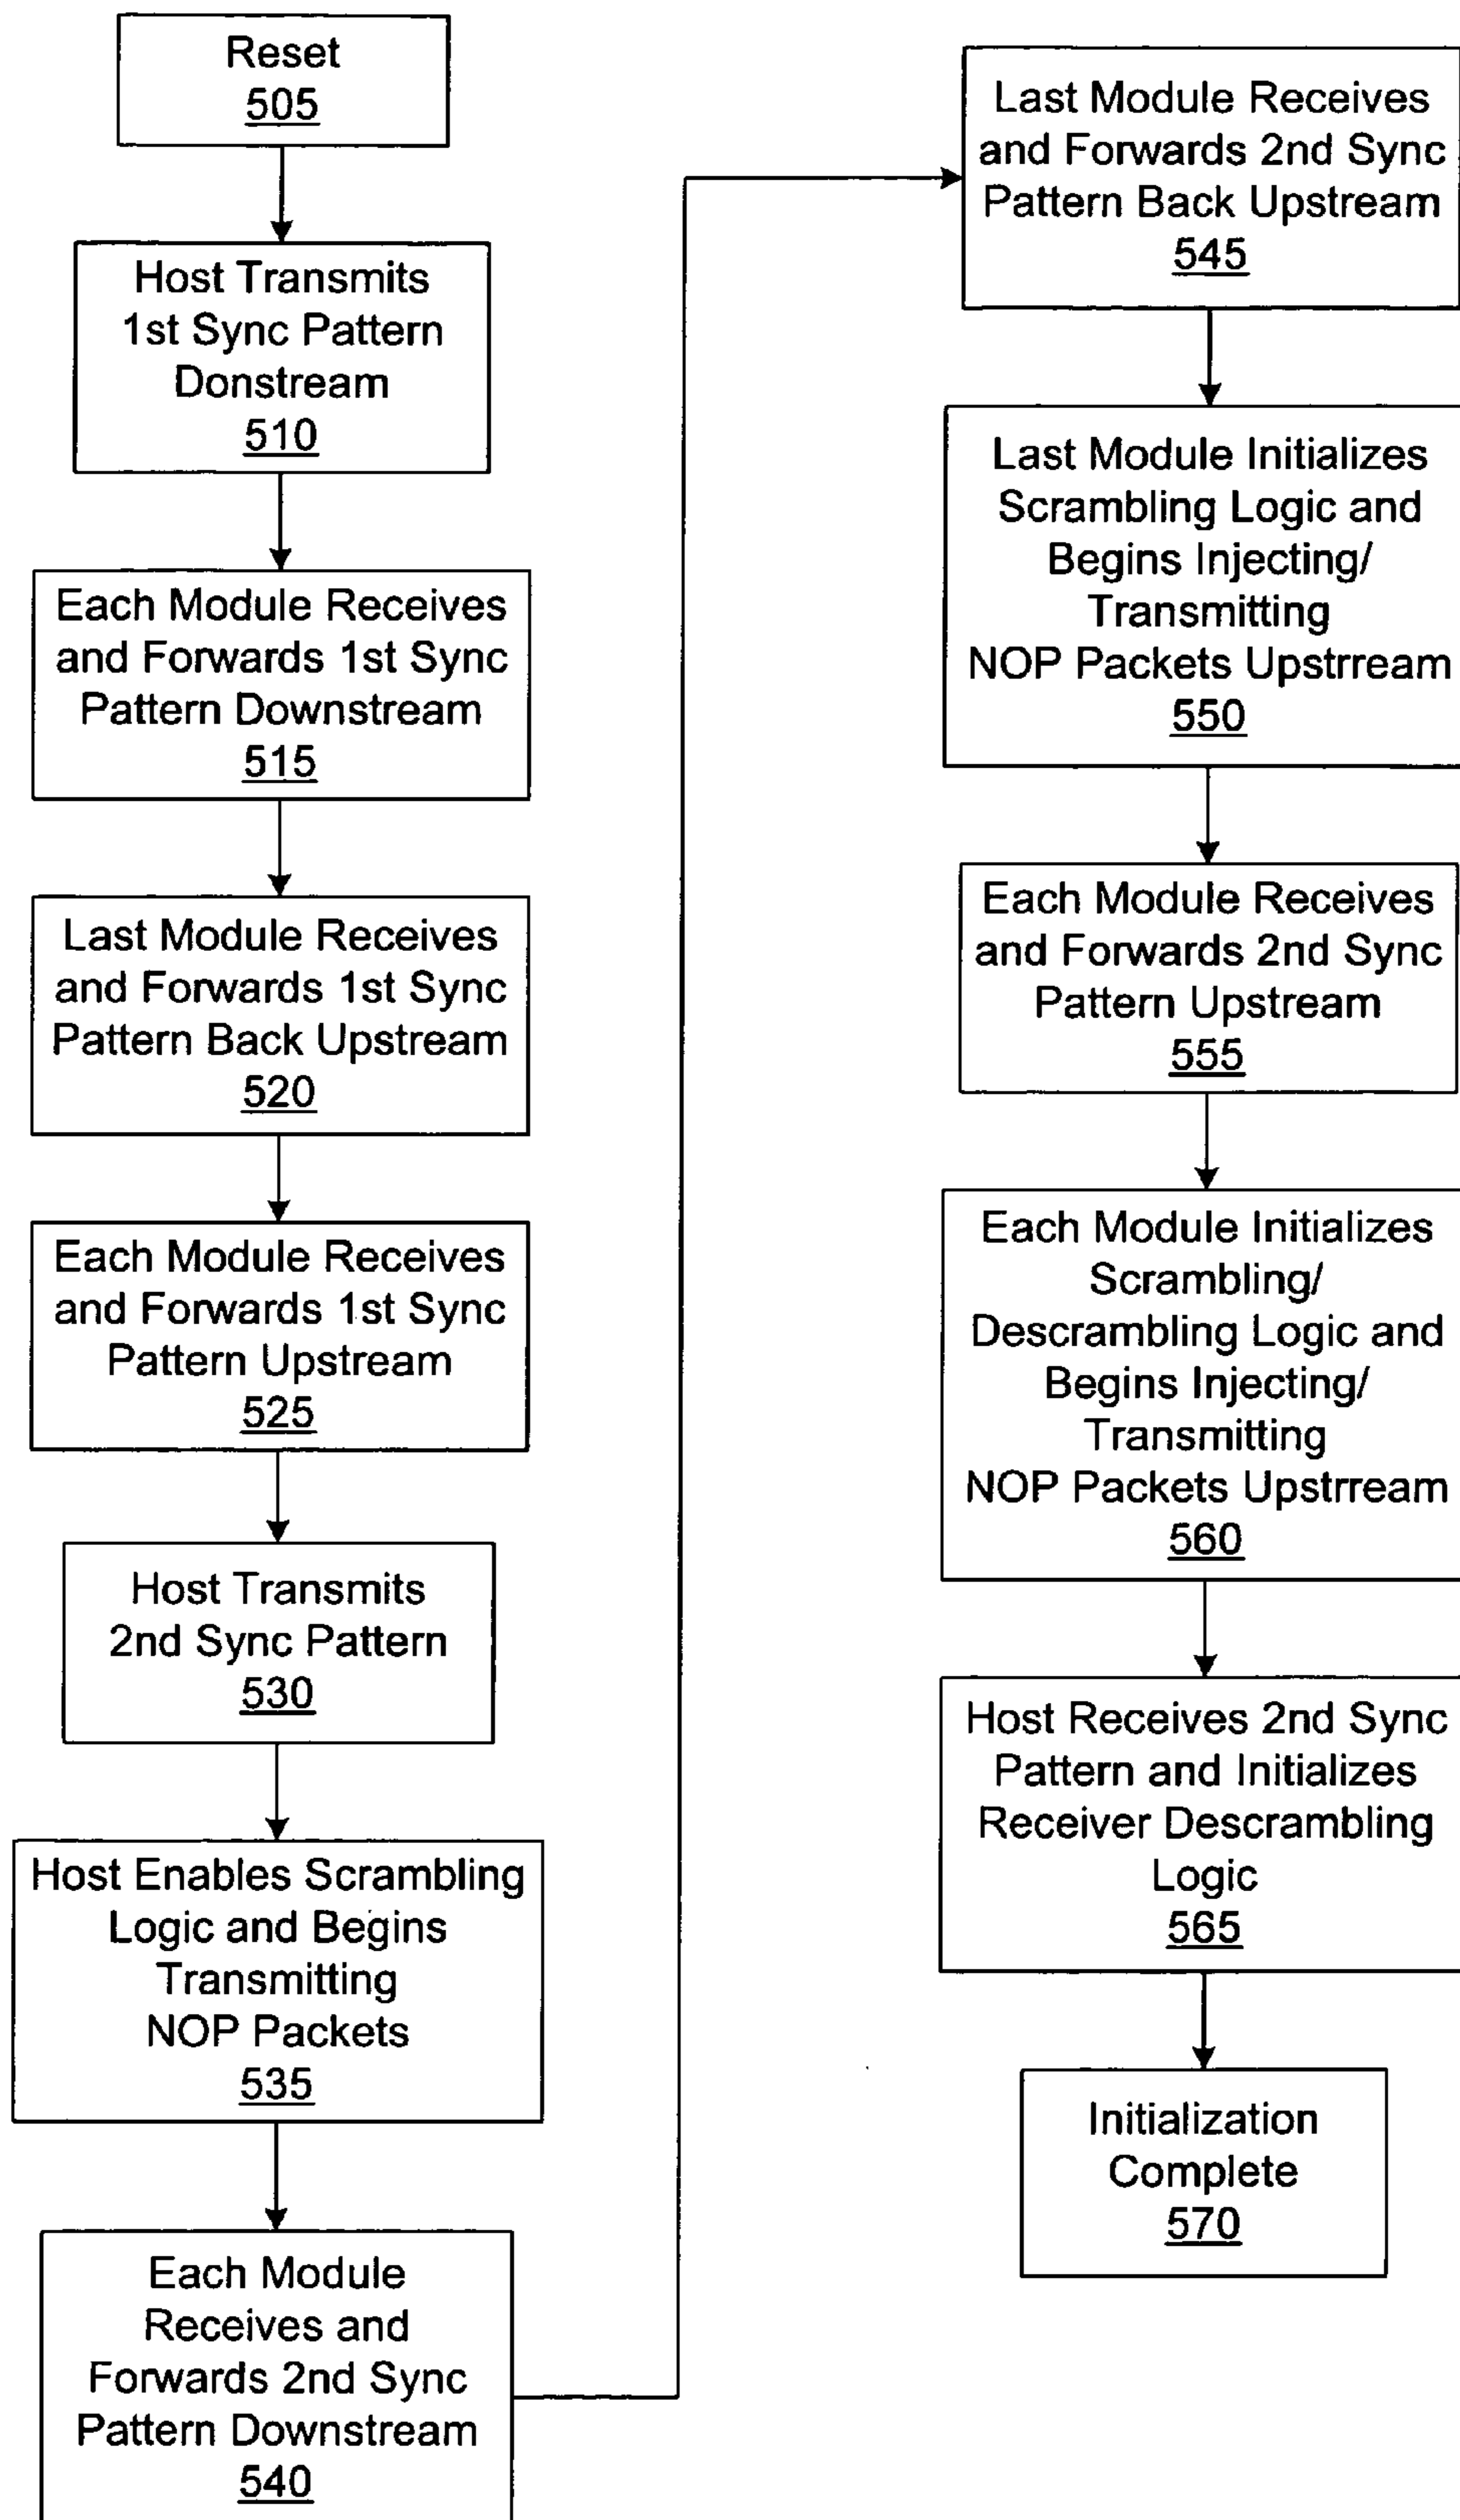 Reset
505
Host Transmits
1st Sync Pattern
Donstream
510
Each Module Receives
and Forwards 1st Sync
Pattern Downstream
515
Last Module Receives
and Forwards 1st Sync
Pattern Back Upstream
520
Each Module Receives
and Forwards 1st Sync
Pattern Upstream
525
Host Transmits
2nd Sync Pattern
530
Host Enables Scrambling
Logic and Begins
Transmitting
NOP Packets
535
Each Module
Receives and
Forwards 2nd Sync
Pattern Downstream
540
Last Module Receives
and Forwards 2nd Sync
Pattern Back Upstream
545
Last Module Initializes
Scrambling Logic and
Begins Injecting/
Transmitting
NOP Packets Upstrream
550
Each Module Receives
and Forwards 2nd Sync
Pattern Upstream
555
Each Module Initializes
Scrambling/
Descrambling Logic and
Begins Injecting/
Transmitting
NOP Packets Upstrream
560
Host Receives 2nd Sync
Pattern and Initializes
Receiver Descrambling
Logic
565
Initialization
Complete
570